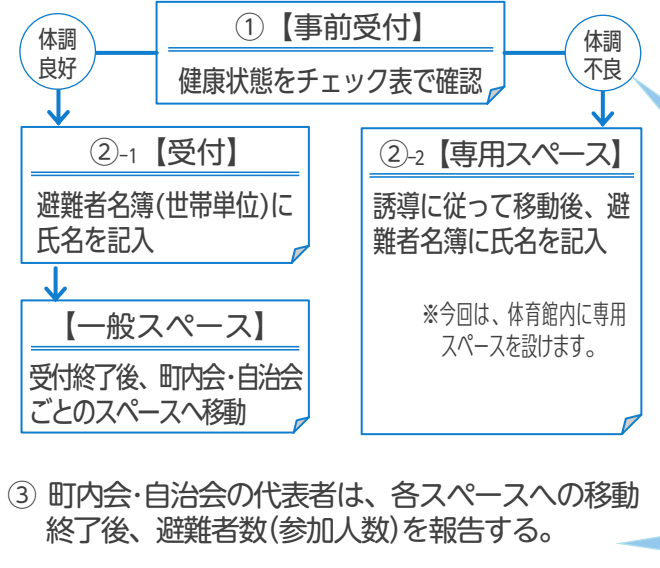 ①【事前受付】
健康状態をチェック表で確認
体調
良好
体調
不良
②-1【受付】
避難者名簿(世帯単位)に
氏名を記入
【一般スペース】
受付終了後、町内会・自治会
ごとのスペースへ移動
②-2【専用スペース】
誘導に従って移動後、避
難者名簿に氏名を記入
※今回は、体育館内に専用
スペースを設けます。
③ 町内会・自治会の代表者は、各スペースへの移動
終了後、避難者数(参加人数)を報告する。